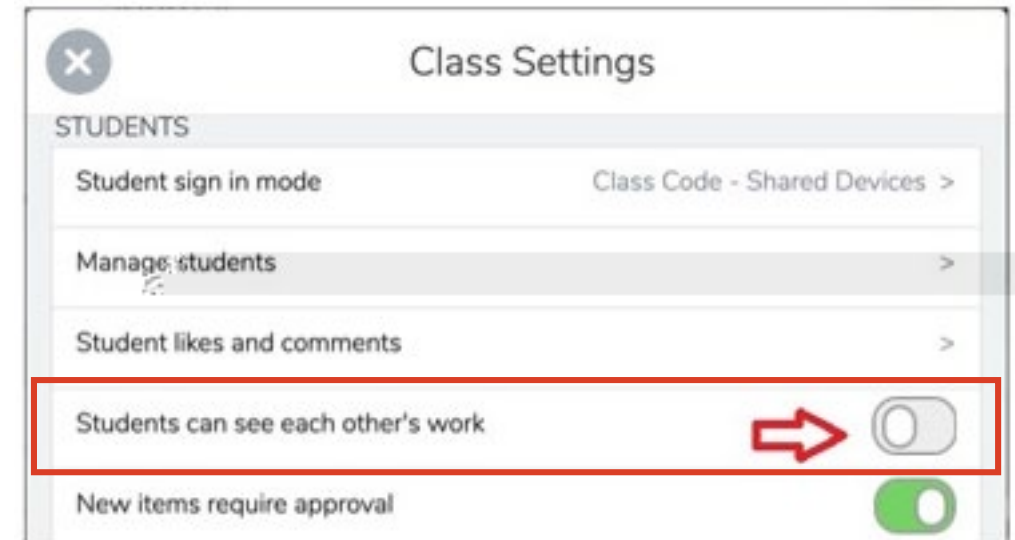 Class Settings
STUDENTS
Student sign in mode Class Code - Shared Devices >
Manage students >
Student likes and comments >
Students can see each other's work
New items require approval